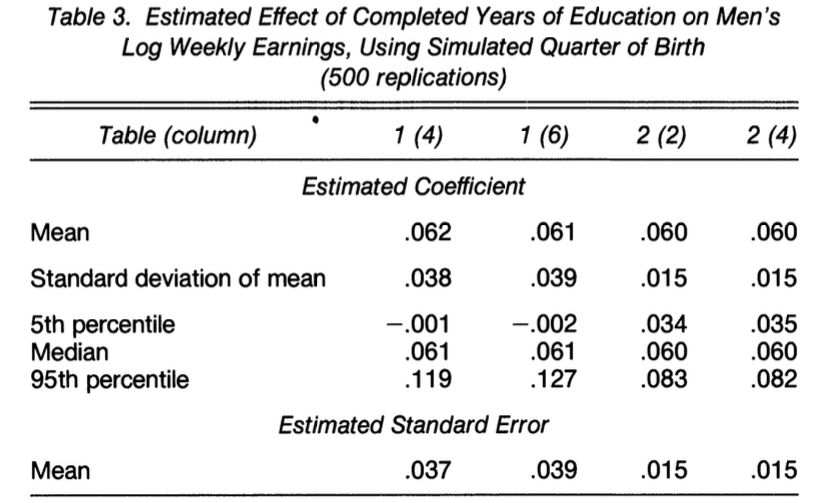 Table 3. Estimated Effect of Completed Years of Education on Men's
Log Weekly Earnings, Using Simulated Quarter of Birth
(500 replications)
Table (column) 1 (4) 1 (6) 2 (2) 2 (4)
Estimated Coefficient
Mean .062 .061 .060 .060
Standard deviation of mean .038 .039 .015 .015
5th percentile −.001 −.002 .034 .035
Median .061 .061 .060 .060
95th percentile .119 .127 .083 .082
Estimated Standard Error
Mean .037 .039 .015 .015